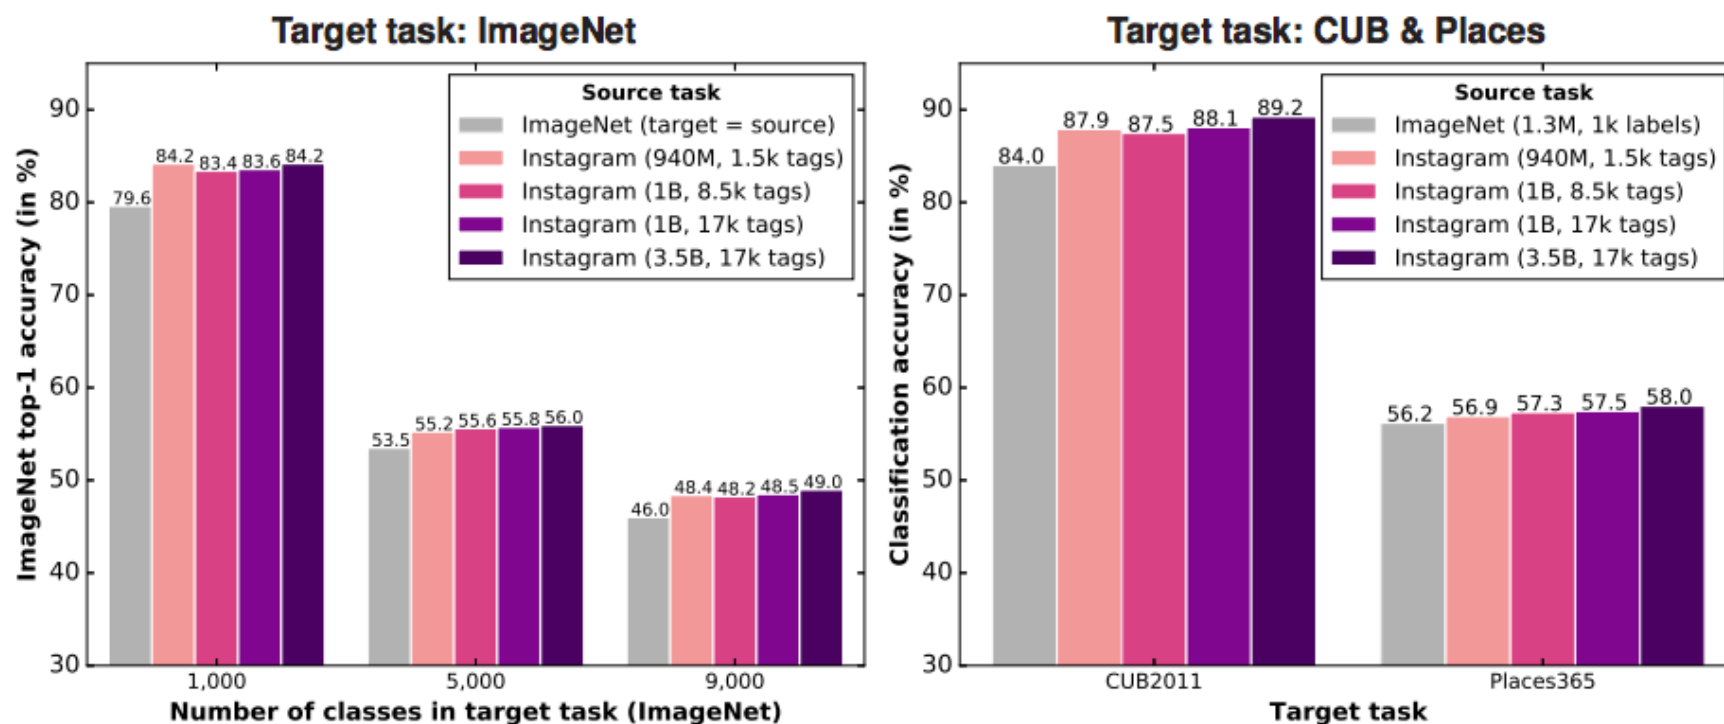 Target task: ImageNet
ImageNet top-1 accuracy (in %)
90
80
70
60
50
40
30
Source task
ImageNet (target = source)
Instagram (940M, 1.5k tags)
Instagram (1B, 8.5k tags)
Instagram (1B, 17k tags)
Instagram (3.5B, 17k tags)
79.6 84.2 83.4 83.6 84.2
53.5 55.2 55.6 55.8 56.0
46.0 48.4 48.2 48.5 49.0
1,000 5,000 9,000
Number of classes in target task (ImageNet)
Target task: CUB & Places
Classification accuracy (in %)
90
80
70
60
50
40
30
Source task
ImageNet (1.3M, 1k labels)
Instagram (940M, 1.5k tags)
Instagram (1B, 8.5k tags)
Instagram (1B, 17k tags)
Instagram (3.5B, 17k tags)
84.0 87.9 87.5 88.1 89.2
56.2 56.9 57.3 57.5 58.0
CUB2011 Places365
Target task